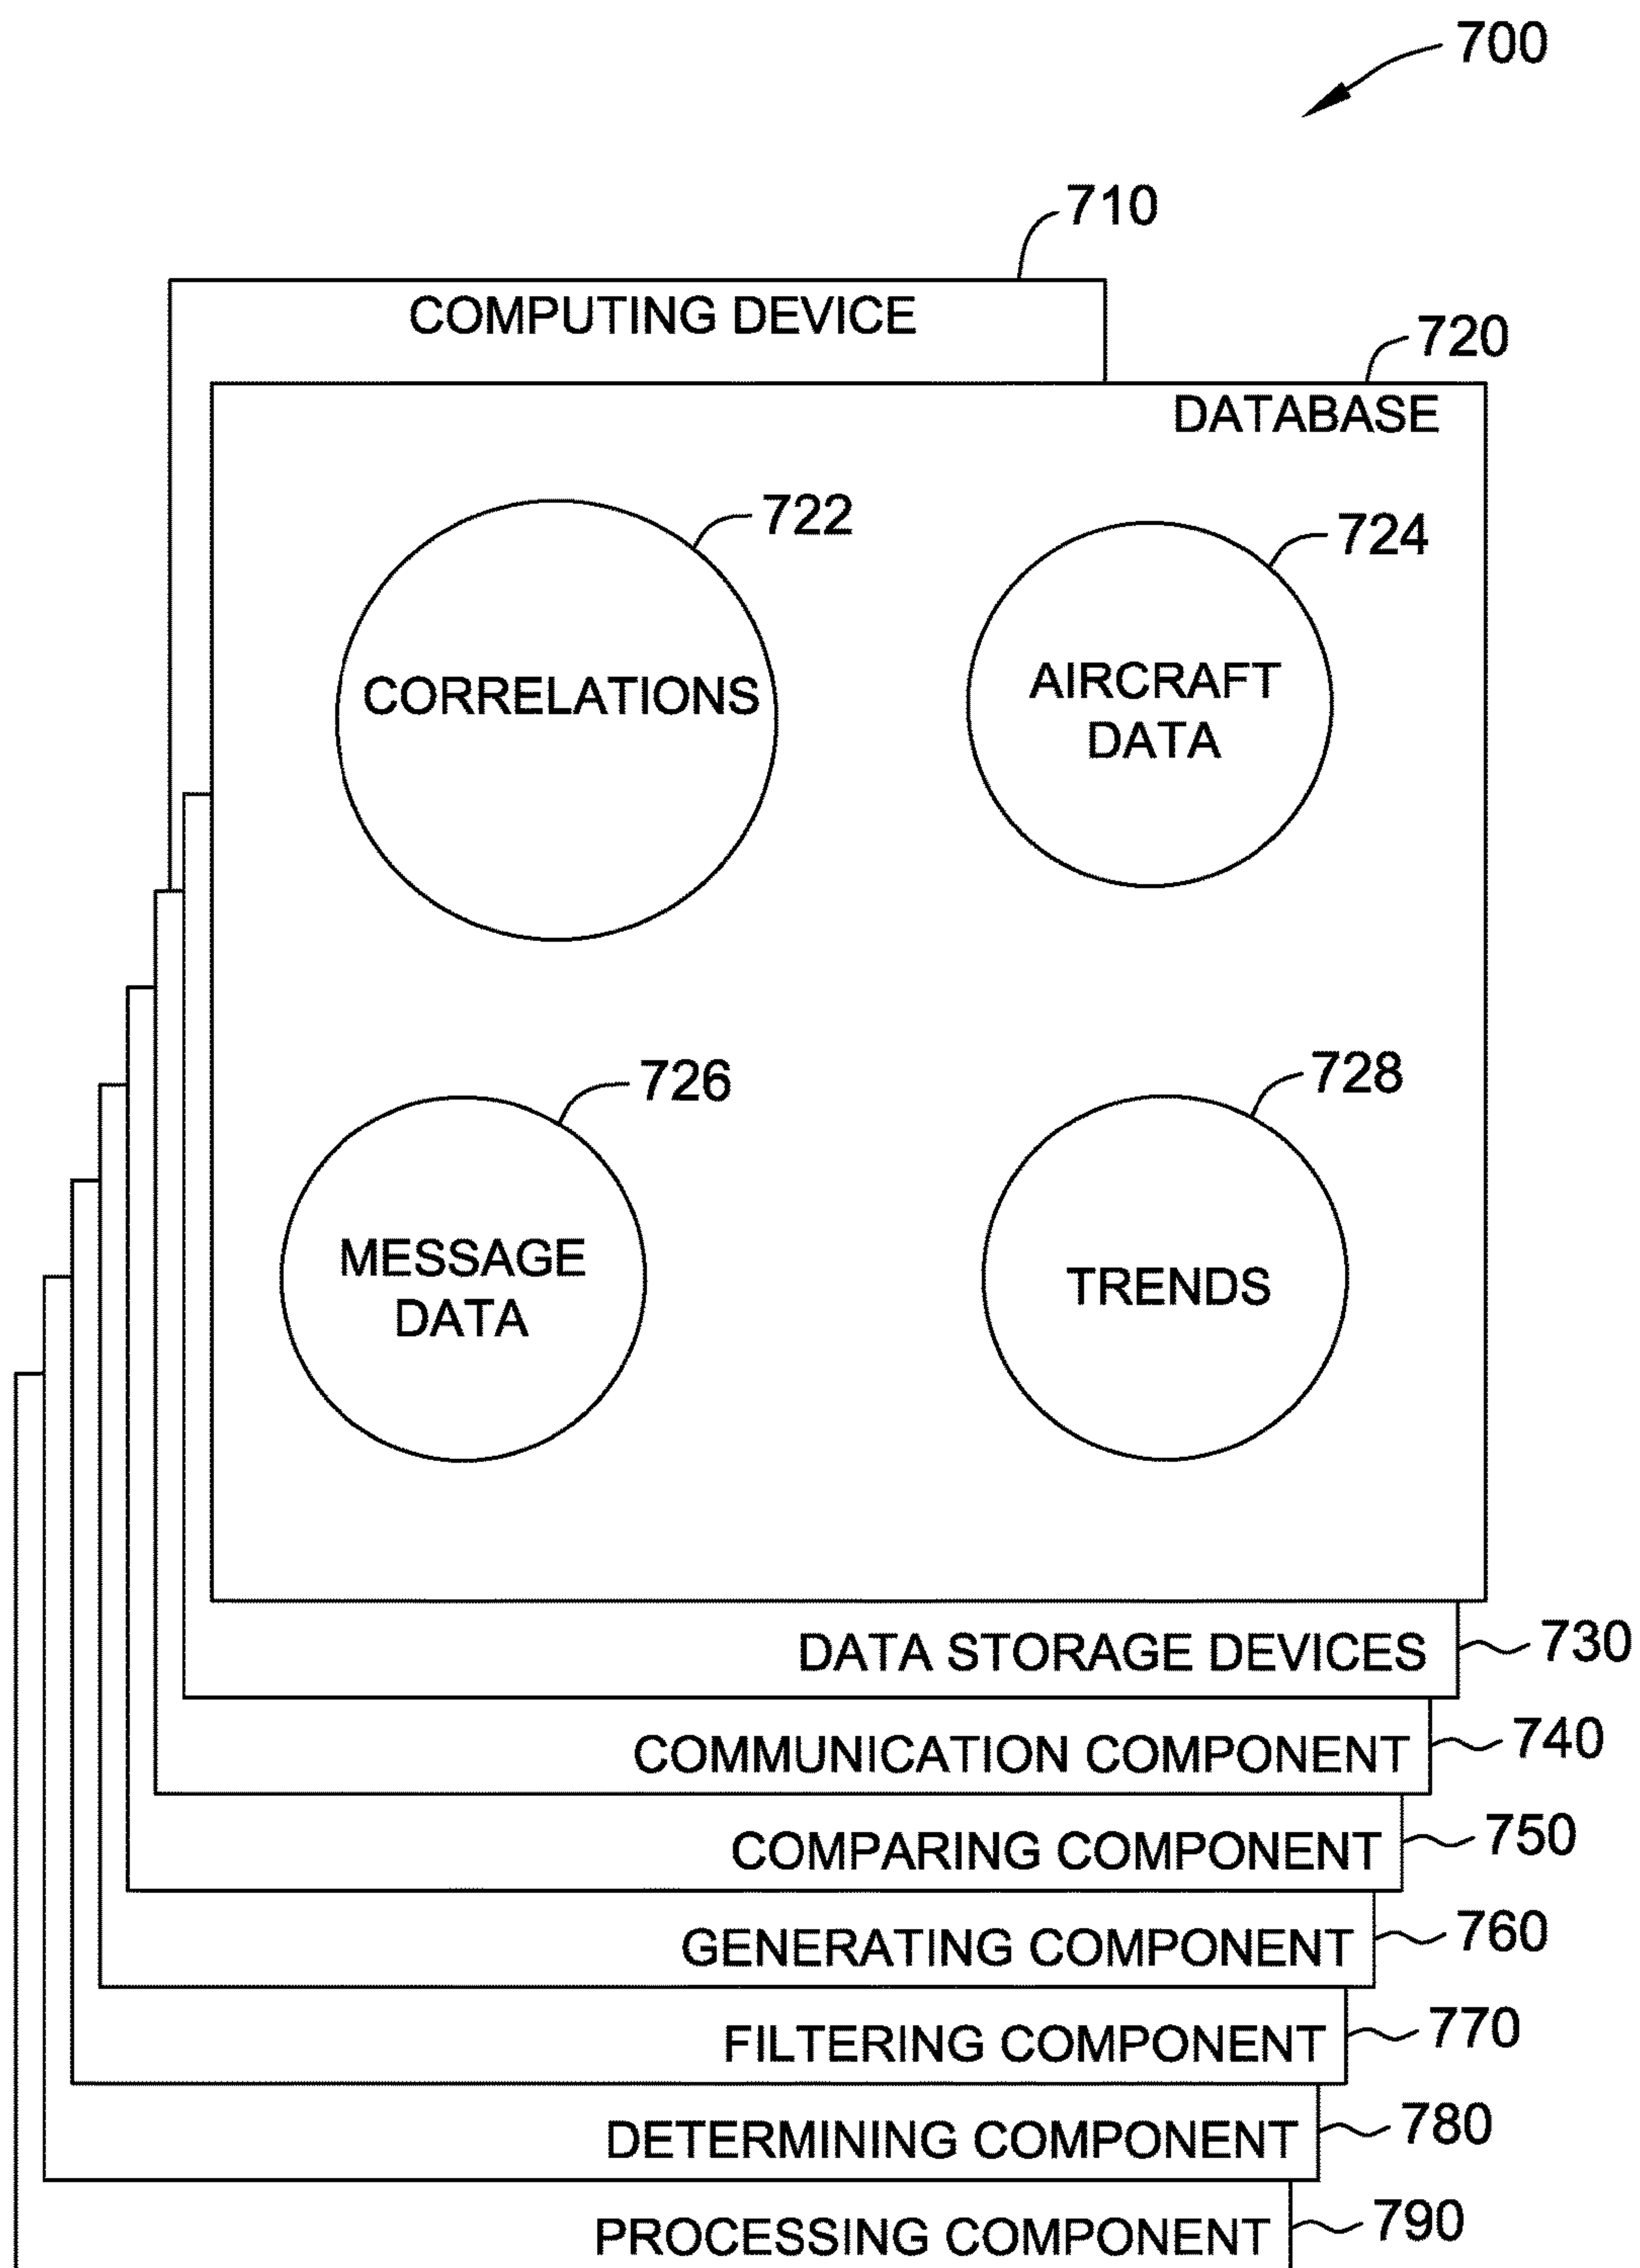 700
710
COMPUTING DEVICE
720
DATABASE
722
724
CORRELATIONS
AIRCRAFT
DATA
726
728
MESSAGE
DATA
TRENDS
DATA STORAGE DEVICES 730
COMMUNICATION COMPONENT 740
COMPARING COMPONENT 750
GENERATING COMPONENT 760
FILTERING COMPONENT 770
DETERMINING COMPONENT 780
PROCESSING COMPONENT 790